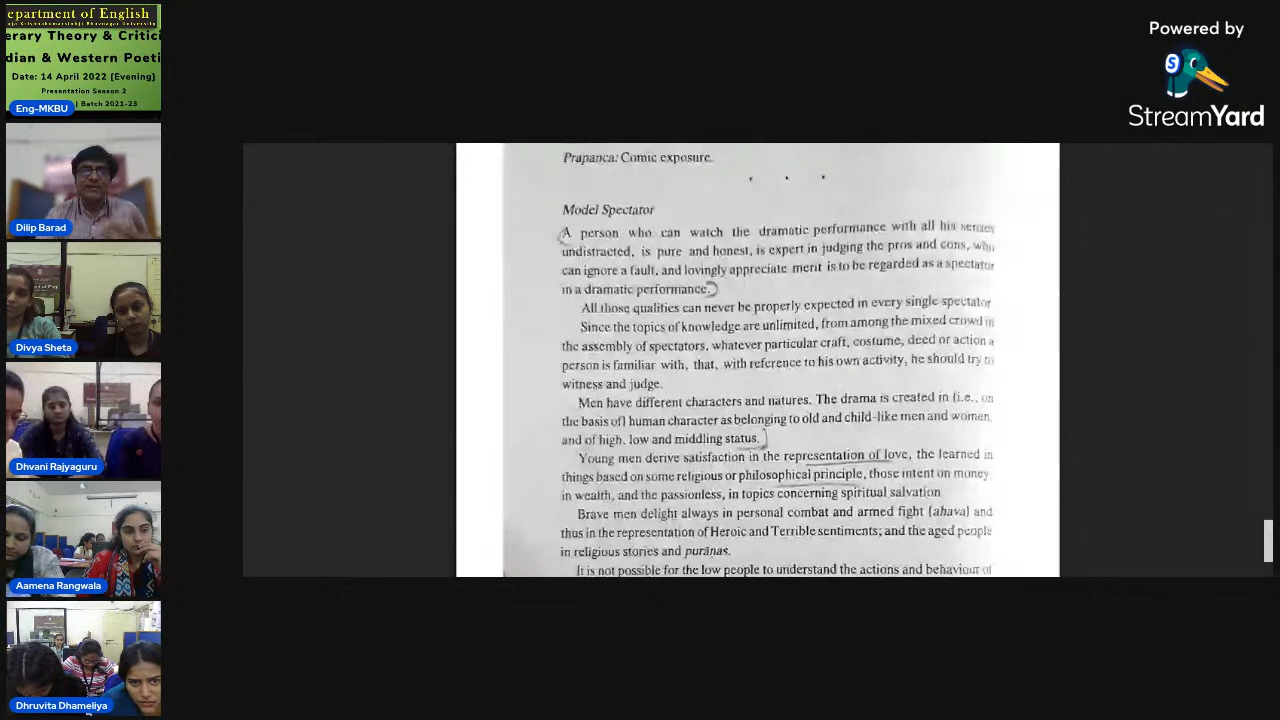 epartment of English
erary Theory & Critici
dian & Western Poeti
Date: 14 April 2022 [Evening]
Presentation Season 2
Batch 2021-23
Eng-MKBU
Dilip Barad
Divya Sheta
Dhvani Rajyaguru
Aamena Rangwala
Dhruvita Dhameliya
Powered by
StreamYard
Prapanca: Comic exposure.
. . .
Model Spectator
A person who can watch the dramatic performance with all his senses
undistracted, is pure and honest, is expert in judging the pros and cons, who
can ignore a fault, and lovingly appreciate merit is to be regarded as a spectator
in a dramatic performance.
All those qualities can never be properly expected in every single spectator
Since the topics of knowledge are unlimited, from among the mixed crowd in
the assembly of spectators, whatever particular craft, costume, deed or action a
person is familiar with, that, with reference to his own activity, he should try to
witness and judge.
Men have different characters and natures. The drama is created in (i.e., on
the basis of) human character as belonging to old and child-like men and women,
and of high, low and middling status.
Young men derive satisfaction in the representation of love, the learned in
things based on some religious or philosophical principle, those intent on money
in wealth, and the passionless, in topics concerning spiritual salvation
Brave men delight always in personal combat and armed fight (ahava) and
thus in the representation of Heroic and Terrible sentiments; and the aged people
in religious stories and purāṇas.
It is not possible for the low people to understand the actions and behaviour of